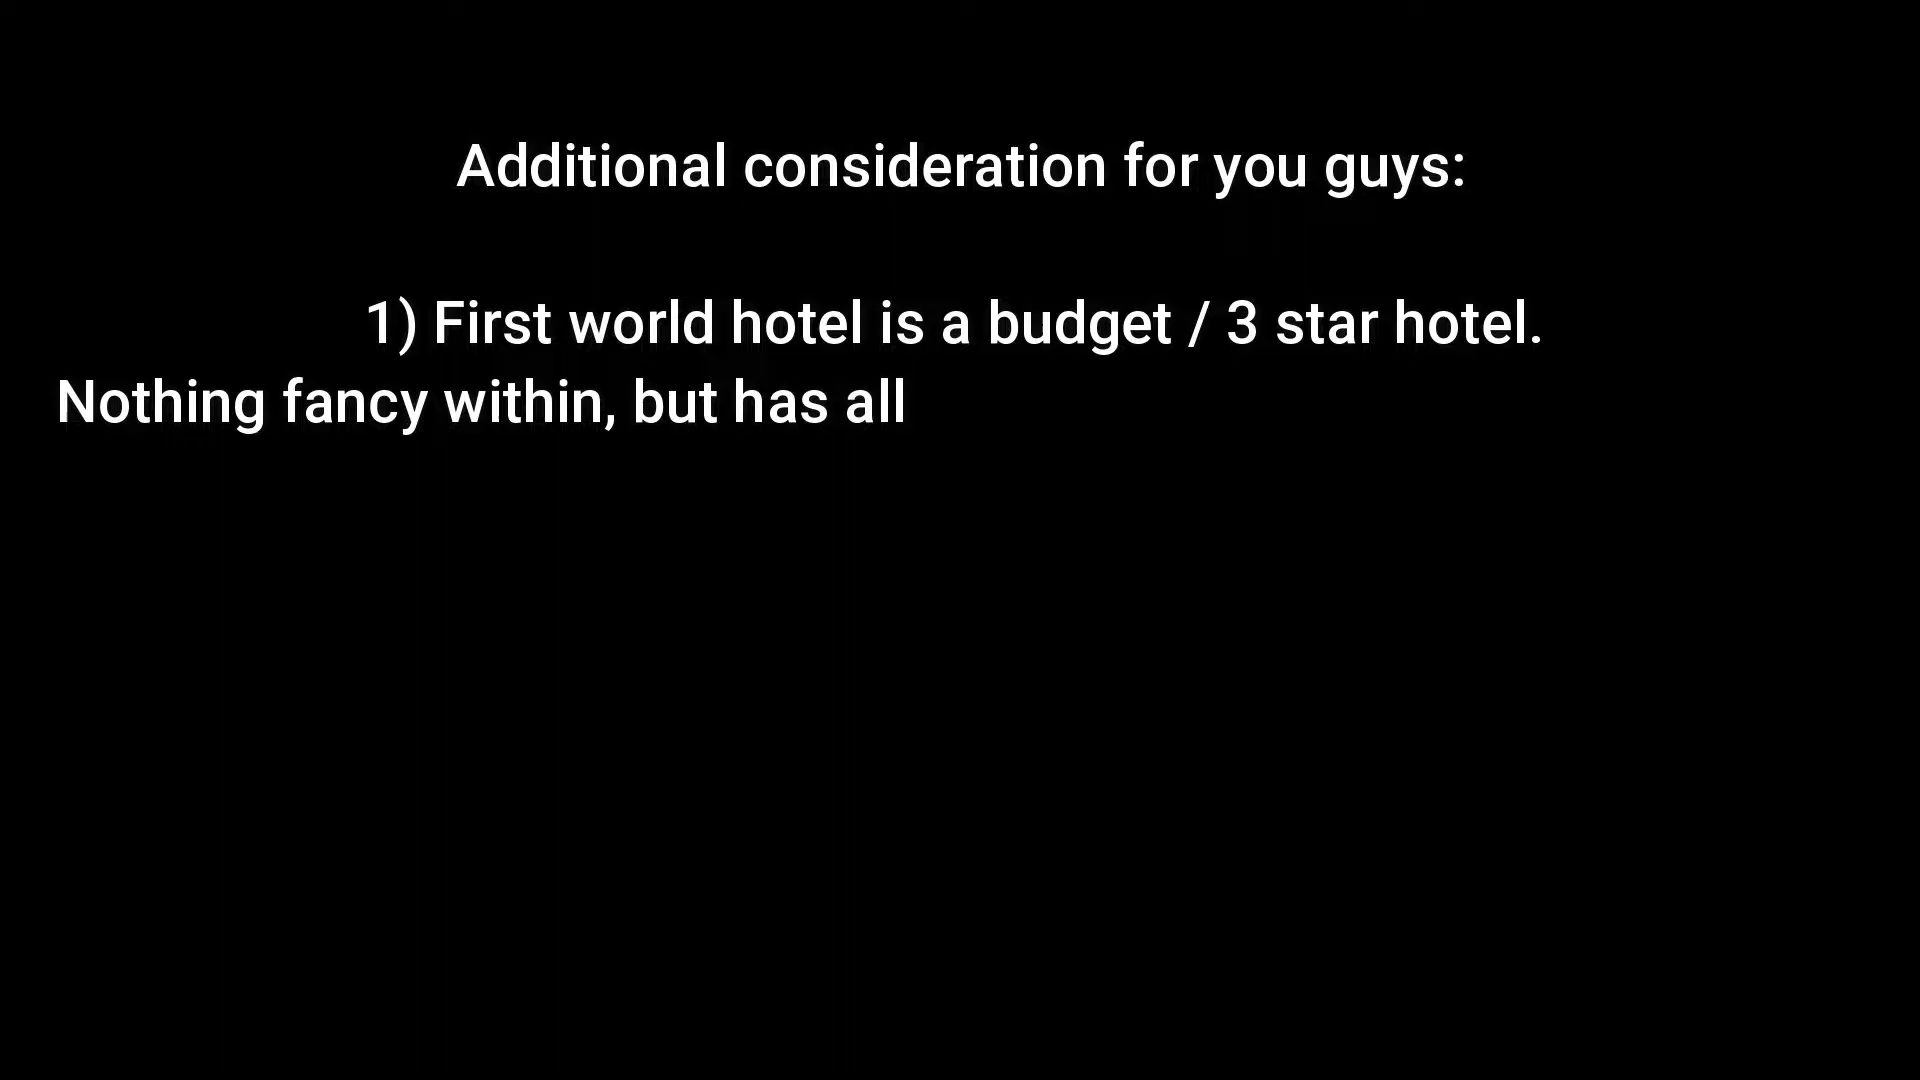 Additional consideration for you guys:
1) First world hotel is a budget / 3 star hotel.
Nothing fancy within, but has all